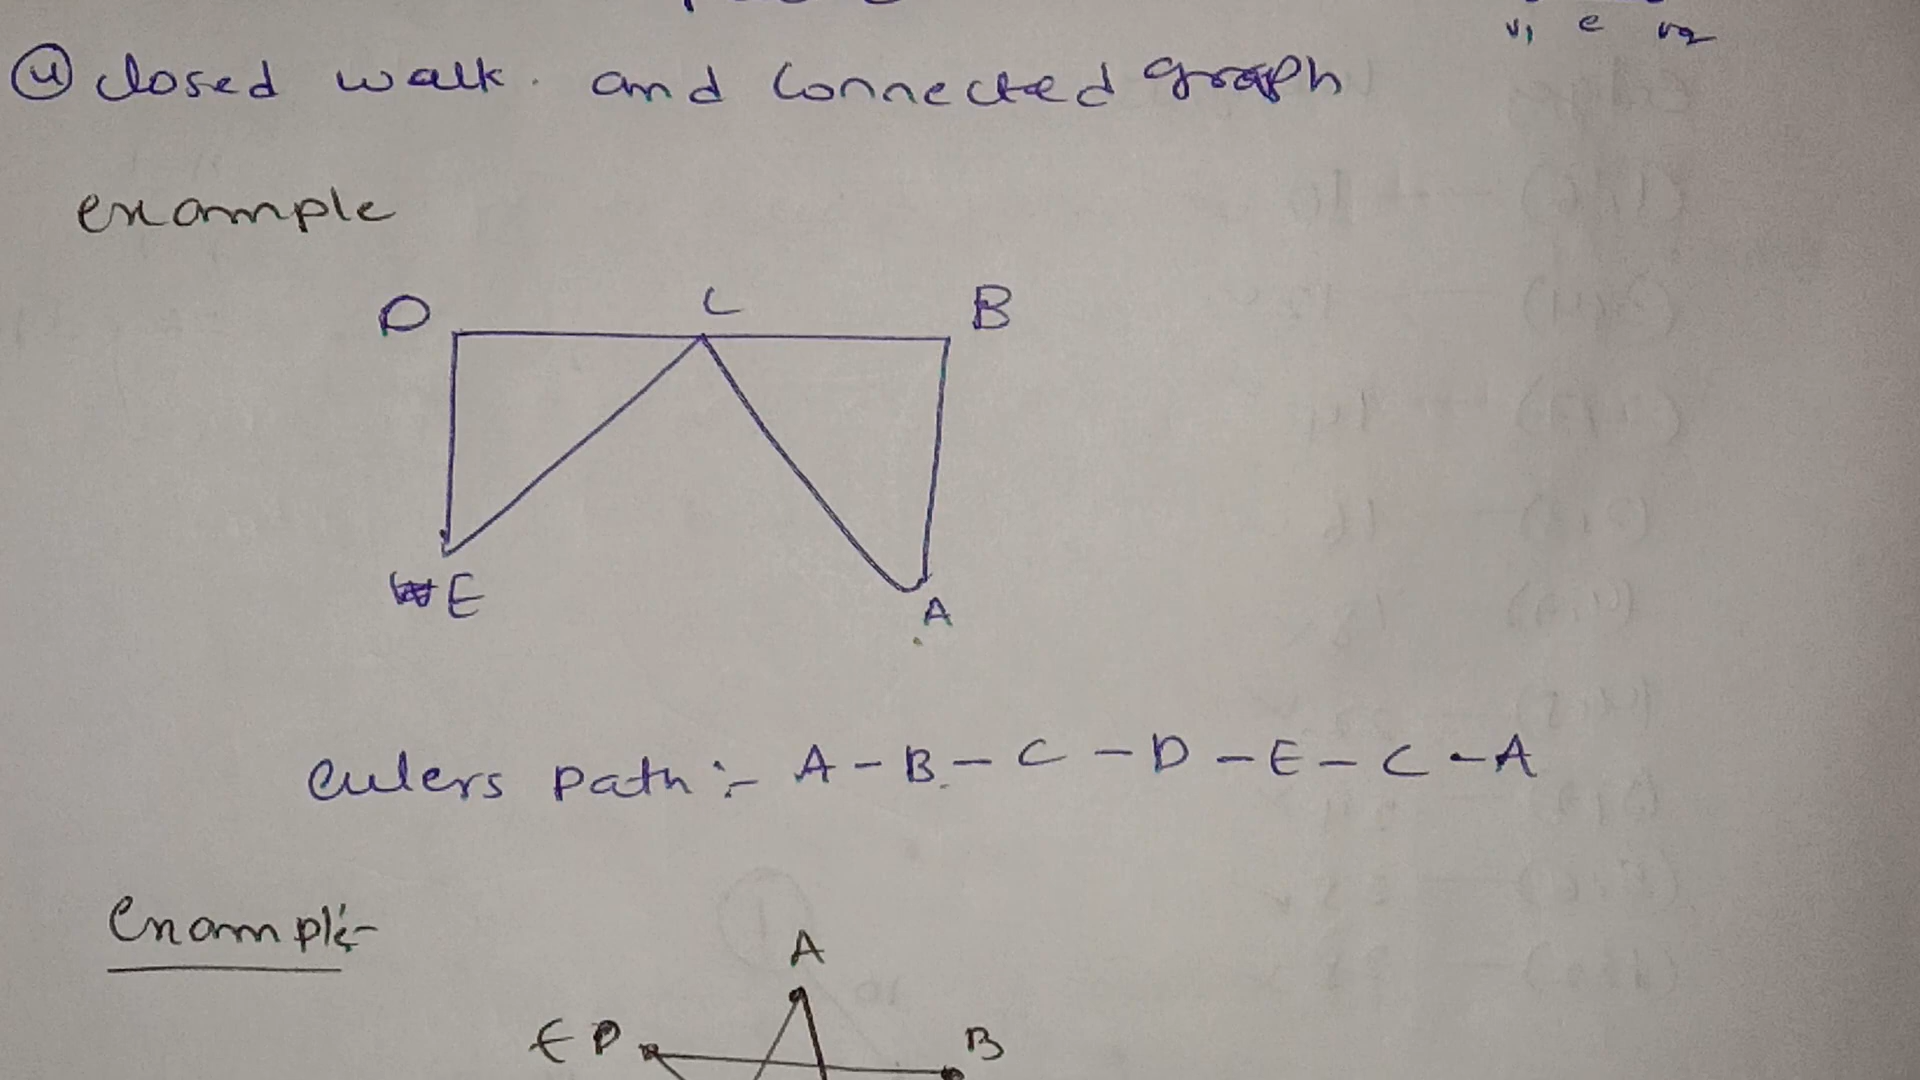 v1 e v2
④ closed walk. and connected graph
example
D C B
E A
eulers path :- A - B - C - D - E - C - A
Example:-
A
E D B